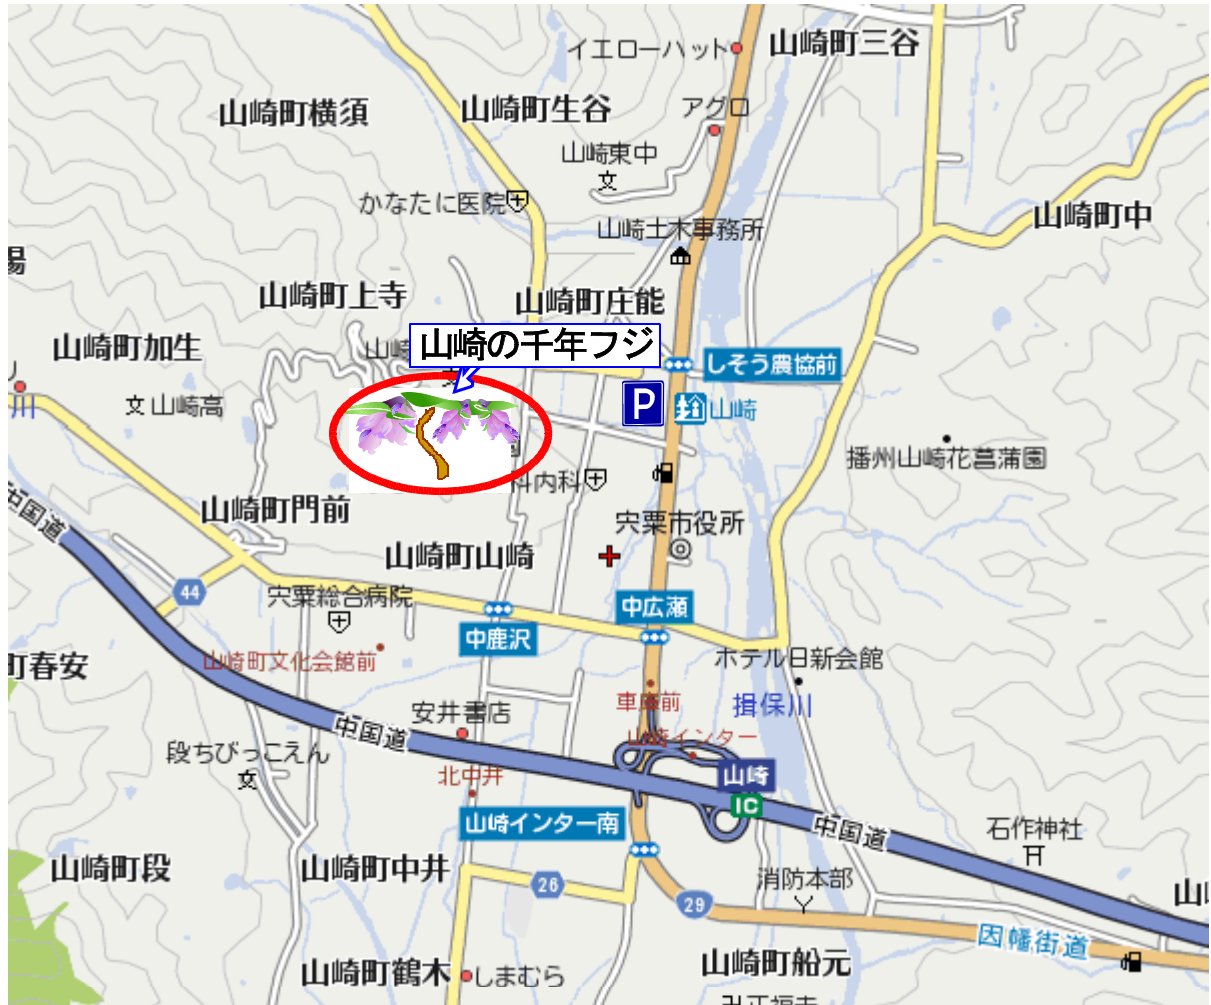 イエローハット
山崎町三谷
山崎町横須
山崎町生谷
アグロ
山崎東中
かなたに医院
山崎町中
山崎土木事務所
山崎町上寺
山崎町庄能
山崎町加生
山崎の千年フジ
しそう農協前
P
山崎
川
文山崎高
播州山崎花菖蒲園
科内科
山崎町門前
宍粟市役所
中国道
山崎町山崎
44
宍粟総合病院
中広瀬
中鹿沢
町春安
山崎町文化会館前
ホテル日新会館
車庫前
揖保川
安井書店
中国道
山崎インター
段ちびっこえん
北中井
山崎
IC
山崎インター南
中国道
石作神社
山崎町段
山崎町中井
26
消防本部
29
因幡街道
山崎町鶴木
しまむら
山崎町船元